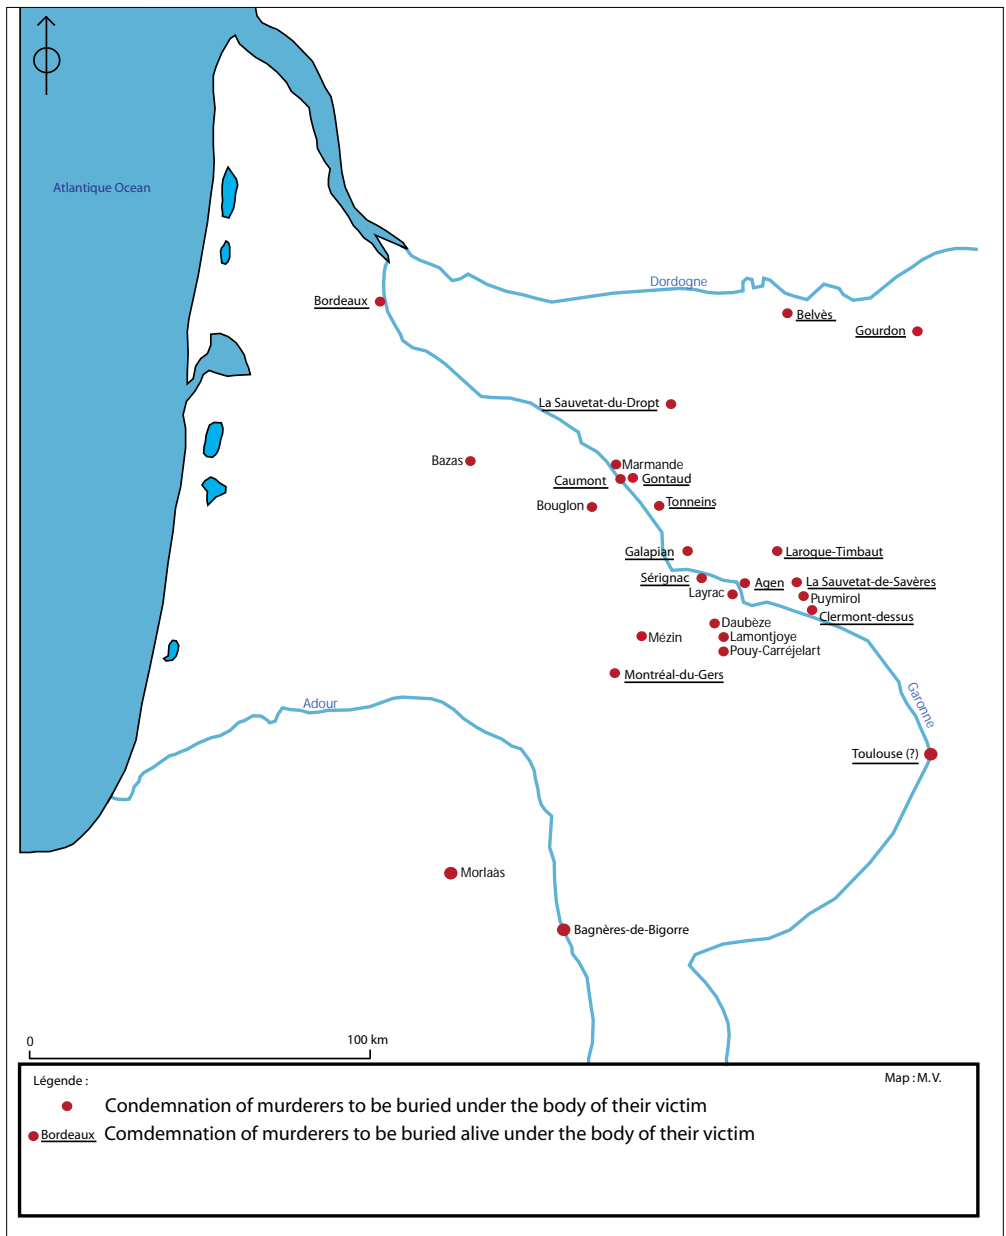 Atlantique Ocean
Dordogne
Bordeaux
Belvès
Gourdon
La Sauvetat-du-Dropt
Bazas
Marmande
Caumont
Gontaud
Bouglon
Tonneins
Galapian
Laroque-Timbaut
Sérignac
Agen
La Sauvetat-de-Savères
Layrac
Puymirol
Clermont-dessus
Daubèze
Mézin
Lamontjoye
Pouy-Carréjelart
Montréal-du-Gers
Adour
Garonne
Toulouse (?)
Morlaàs
Bagnères-de-Bigorre
0
100 km
Légende :
Map : M.V.
Condemnation of murderers to be buried under the body of their victim
Bordeaux Comdemnation of murderers to be buried alive under the body of their victim